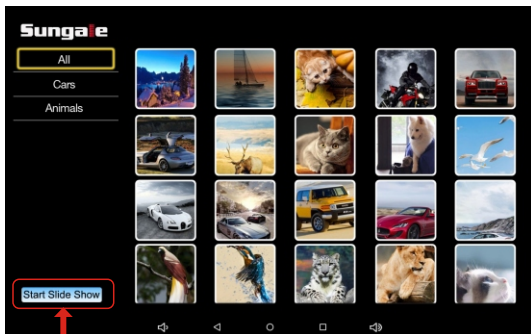 Sungale
All
Cars
Animals
Start Slide Show